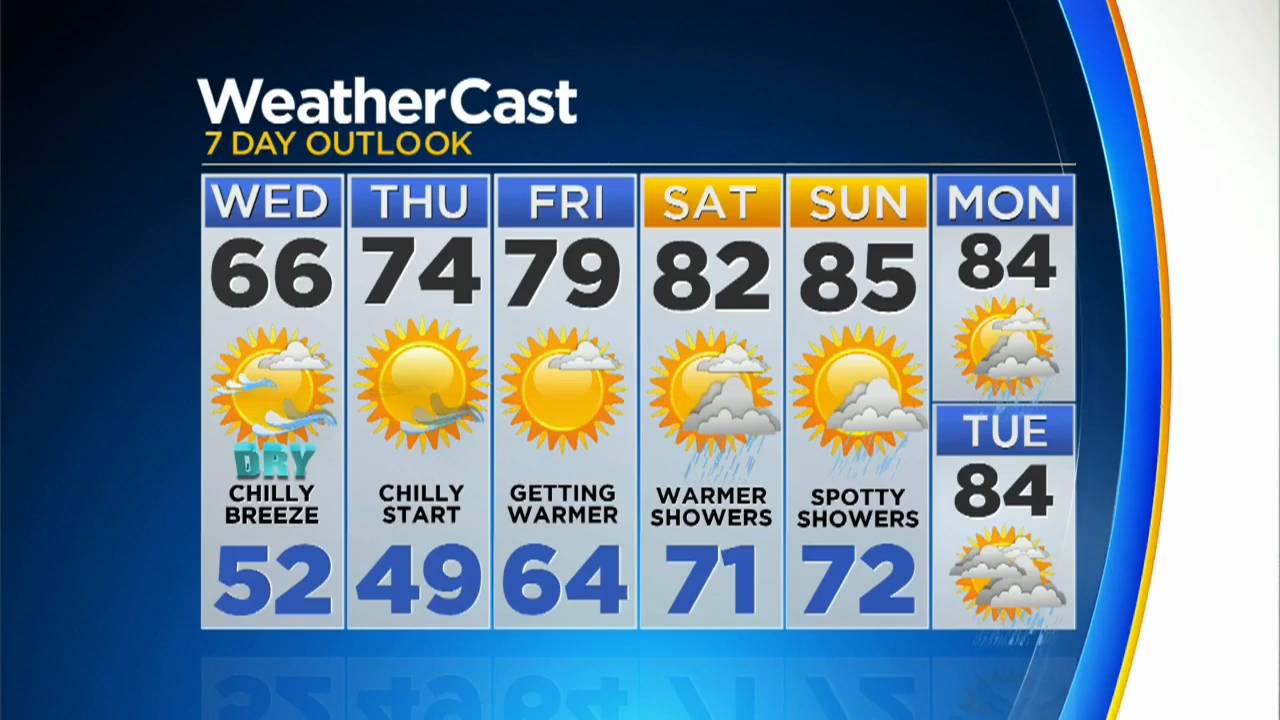 WeatherCast
7 DAY OUTLOOK
WED
66
DRY
CHILLY
BREEZE
52
THU
74
CHILLY
START
49
FRI
79
GETTING
WARMER
64
SAT
82
WARMER
SHOWERS
71
SUN
85
SPOTTY
SHOWERS
72
MON
84
TUE
84